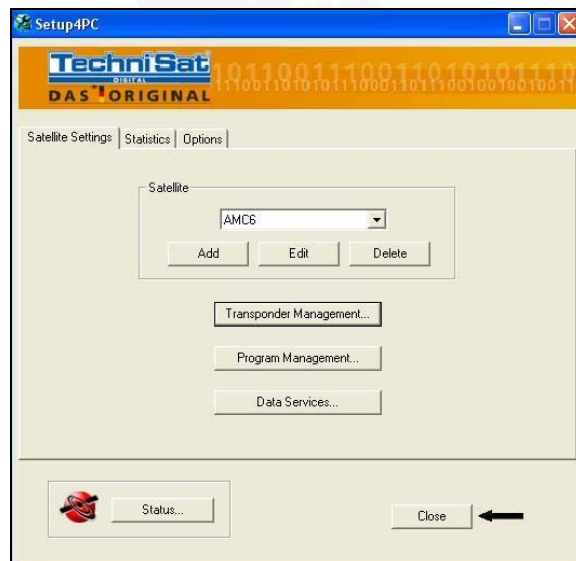 Setup4PC
TechniSat
DIGITAL
DAS ORIGINAL
Satellite Settings Statistics Options
Satellite
AMC6
Add Edit Delete
Transponder Management...
Program Management...
Data Services...
Status...
Close